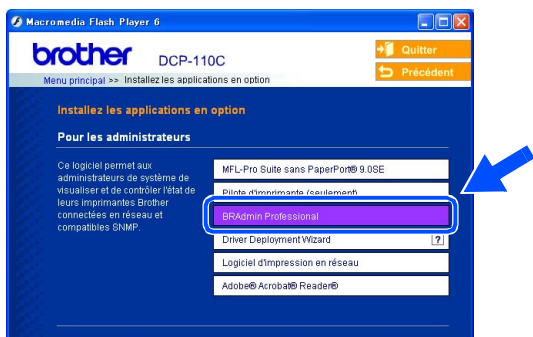 Macromedia Flash Player 6
brother
DCP-110C
Quitter
Précédent
Menu principal >> Installez les applications en option
Installez les applications en option
Pour les administrateurs
Ce logiciel permet aux
administrateurs de système de
visualiser et de contrôler l'état de
leurs imprimantes Brother
connectées en réseau et
compatibles SNMP.
MFL-Pro Suite sans PaperPort® 9.0SE
Pilote d'imprimante (seulement)
BRAdmin Professional
Driver Deployment Wizard
?
Logiciel d'impression en réseau
Adobe® Acrobat® Reader®